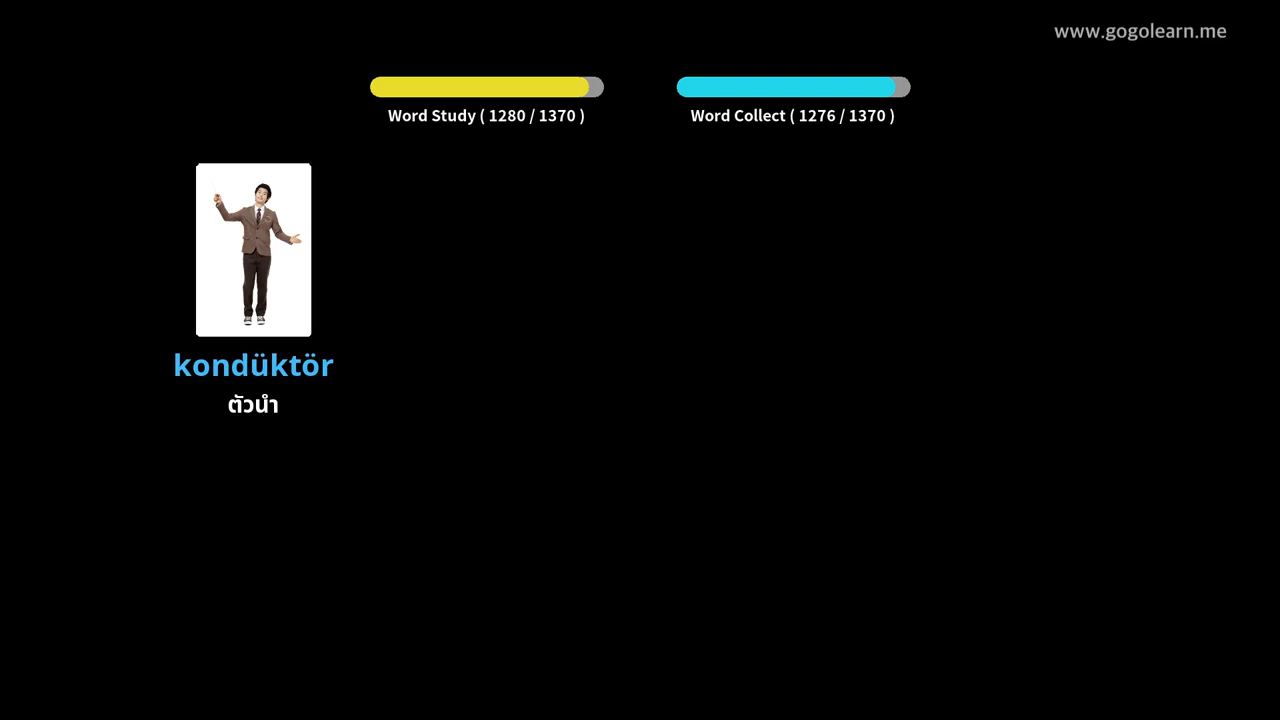 www.gogolearn.me
Word Study ( 1280 / 1370 )
Word Collect ( 1276 / 1370 )
kondüktör
ตัวนำ